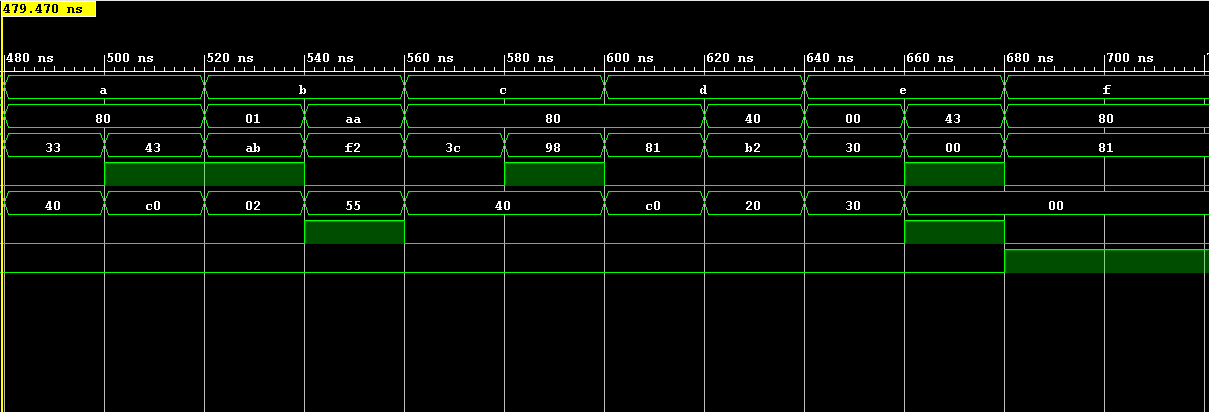 479.470 ns
480 ns 500 ns 520 ns 540 ns 560 ns 580 ns 600 ns 620 ns 640 ns 660 ns 680 ns 700 ns
a b c d e f
80 01 aa 80 40 00 43 80
33 43 ab f2 3c 98 81 b2 30 00 81
40 c0 02 55 40 c0 20 30 00